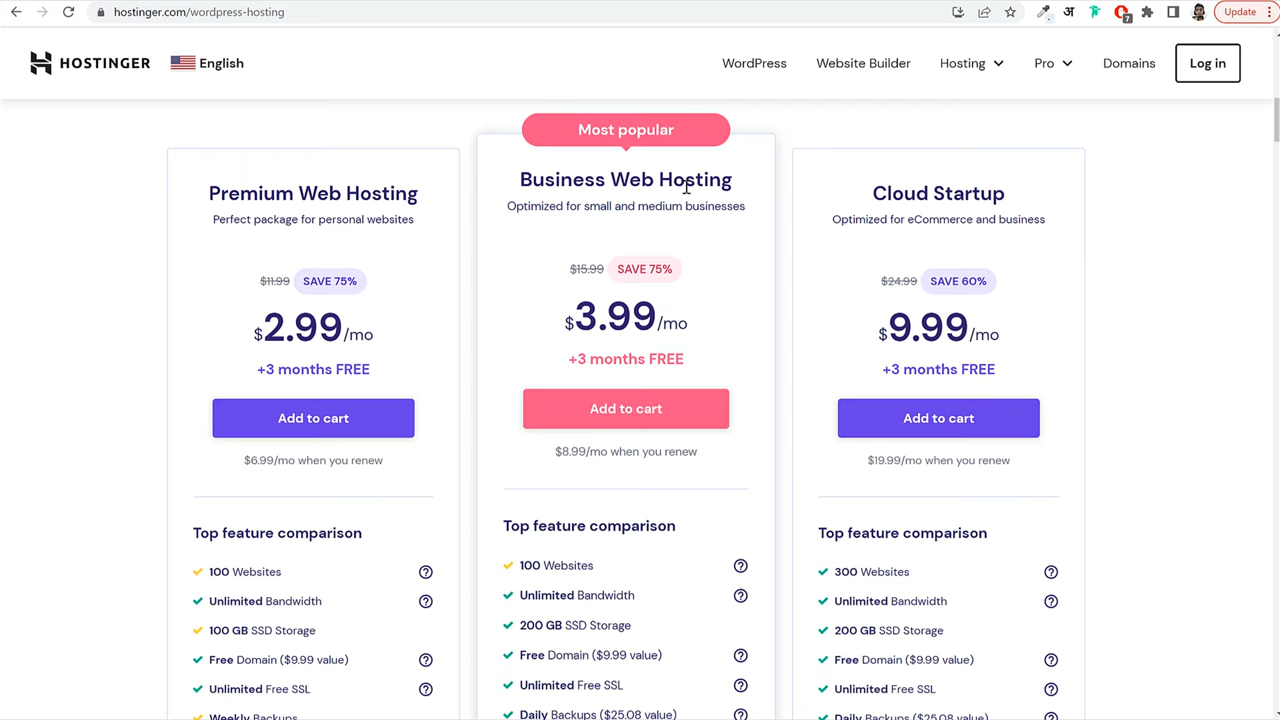 hostinger.com/wordpress-hosting
अ
7
Update
HOSTINGER
English
WordPress
Website Builder
Hosting
Pro
Domains
Log in
Premium Web Hosting
Perfect package for personal websites
$11.99 SAVE 75%
$2.99/mo
+3 months FREE
Add to cart
$6.99/mo when you renew
Top feature comparison
100 Websites
Unlimited Bandwidth
100 GB SSD Storage
Free Domain ($9.99 value)
Unlimited Free SSL
Weekly Backups
Most popular
Business Web Hosting
Optimized for small and medium businesses
$15.99 SAVE 75%
$3.99/mo
+3 months FREE
Add to cart
$8.99/mo when you renew
Top feature comparison
100 Websites
Unlimited Bandwidth
200 GB SSD Storage
Free Domain ($9.99 value)
Unlimited Free SSL
Daily Backups ($25.08 value)
Cloud Startup
Optimized for eCommerce and business
$24.99 SAVE 60%
$9.99/mo
+3 months FREE
Add to cart
$19.99/mo when you renew
Top feature comparison
300 Websites
Unlimited Bandwidth
200 GB SSD Storage
Free Domain ($9.99 value)
Unlimited Free SSL
Daily Backups ($25.08 value)